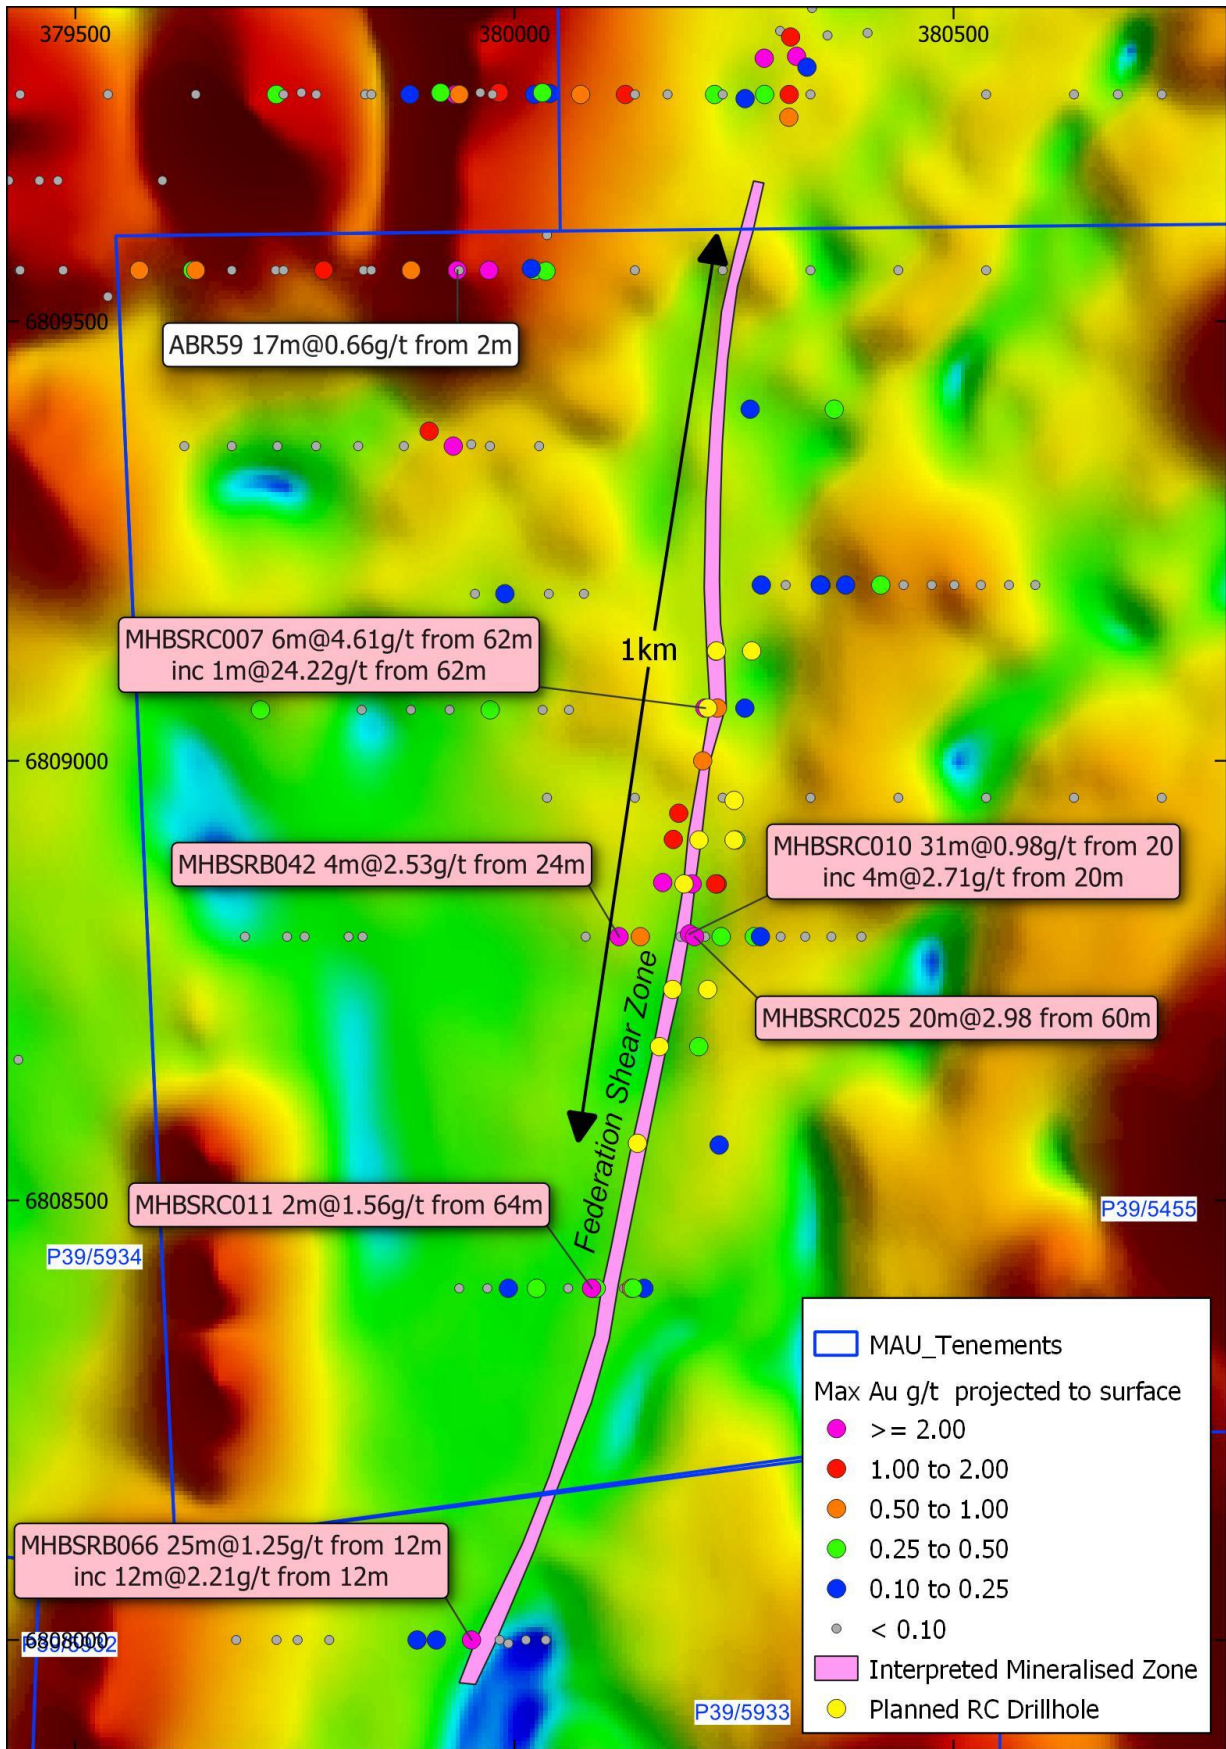 379500
380000
380500
6809500
ABR59 17m@0.66g/t from 2m
MHBSRC007 6m@4.61g/t from 62m
inc 1m@24.22g/t from 62m
1km
6809000
MHBSRB042 4m@2.53g/t from 24m
MHBSRC010 31m@0.98g/t from 20
inc 4m@2.71g/t from 20m
MHBSRC025 20m@2.98 from 60m
Federation Shear Zone
MHBSRC011 2m@1.56g/t from 64m
6808500
P39/5455
P39/5934
MHBSRB066 25m@1.25g/t from 12m
inc 12m@2.21g/t from 12m
6808000
P39/5932
P39/5933
MAU_Tenements
Max Au g/t projected to surface
>= 2.00
1.00 to 2.00
0.50 to 1.00
0.25 to 0.50
0.10 to 0.25
< 0.10
Interpreted Mineralised Zone
Planned RC Drillhole